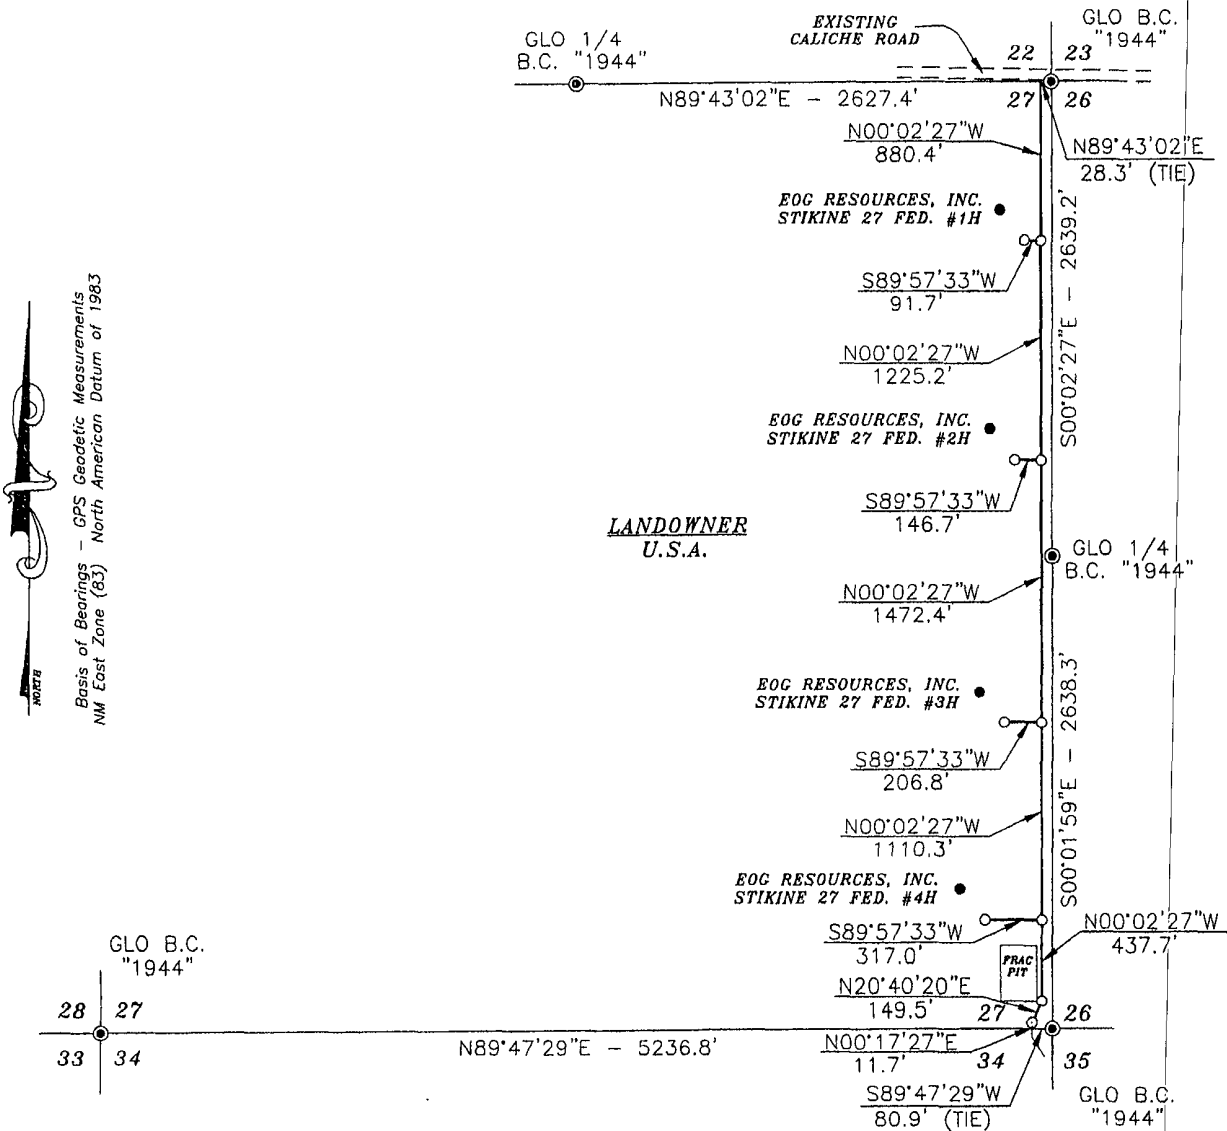 EXISTING
CALICHE ROAD
GLO B.C.
"1944"
GLO 1/4
B.C. "1944"
22 23
N89°43'02"E - 2627.4'
27 26
N00°02'27"W
880.4'
N89°43'02"E
28.3' (TIE)
EOG RESOURCES, INC.
STIKINE 27 FED. #1H
S00°02'27"E - 2639.2'
S89°57'33"W
91.7'
N00°02'27"W
1225.2'
EOG RESOURCES, INC.
STIKINE 27 FED. #2H
S89°57'33"W
146.7'
LANDOWNER
U.S.A.
GLO 1/4
B.C. "1944"
N00°02'27"W
1472.4'
Basis of Bearings - GPS Geodetic Measurements
NM East Zone (83) North American Datum of 1983
NORTH
EOG RESOURCES, INC.
STIKINE 27 FED. #3H
S00°01'59"E - 2638.3'
S89°57'33"W
206.8'
N00°02'27"W
1110.3'
EOG RESOURCES, INC.
STIKINE 27 FED. #4H
S89°57'33"W
317.0'
N00°02'27"W
437.7'
FRAC
PIT
N20°40'20"E
149.5'
27 26
GLO B.C.
"1944"
28 27
33 34
N89°47'29"E - 5236.8'
N00°17'27"E
11.7'
34 35
S89°47'29"W
80.9' (TIE)
GLO B.C.
"1944"